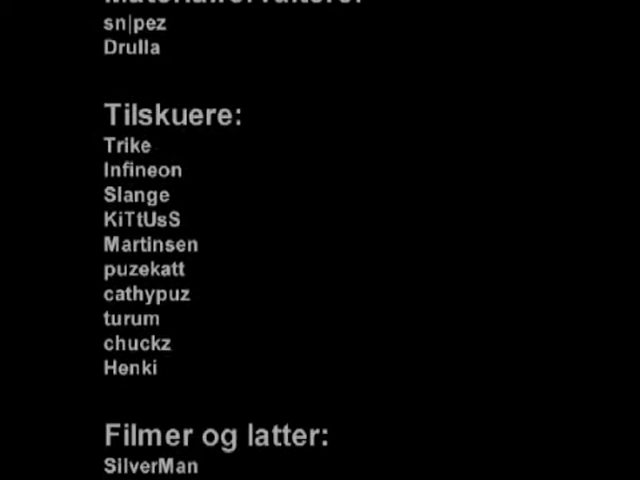 sn|pez
Drulla
Tilskuere:
Trike
Infineon
Slange
KiTtUsS
Martinsen
puzekatt
cathypuz
turum
chuckz
Henki
Filmer og latter:
SilverMan